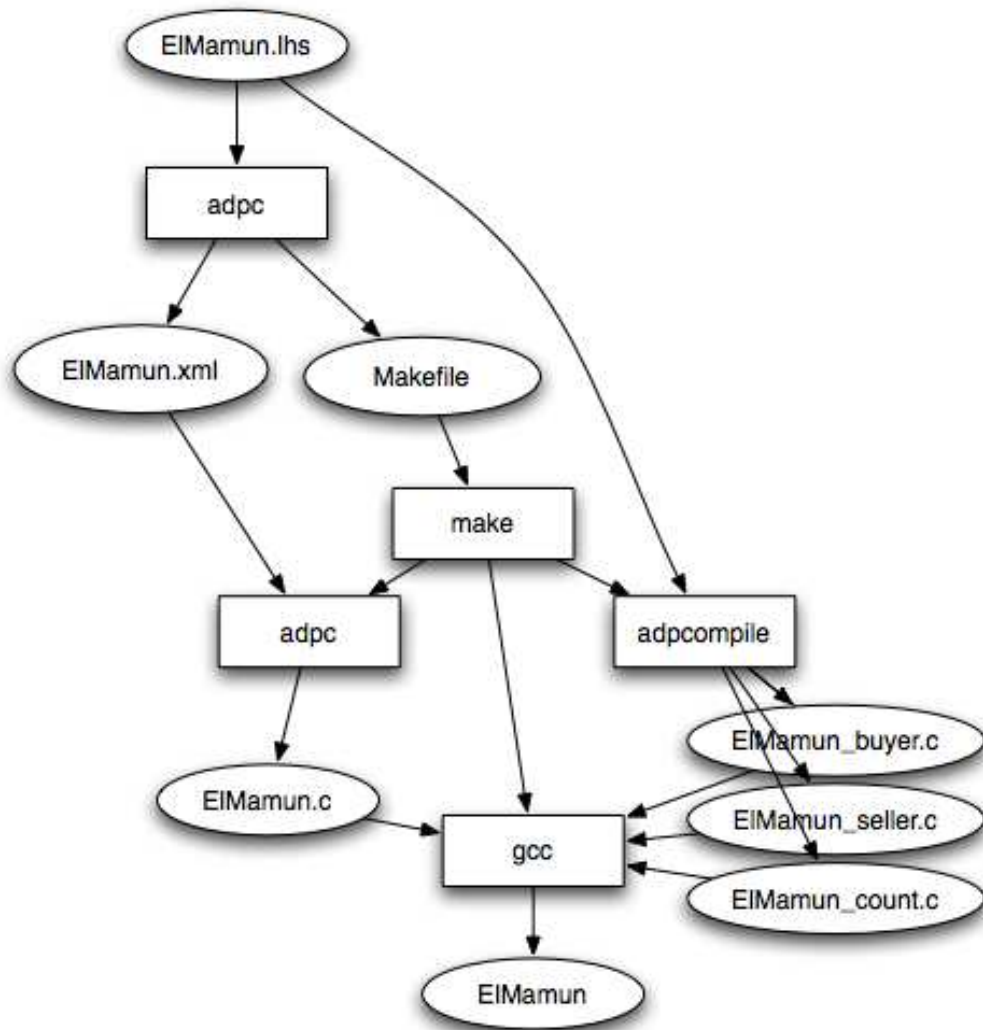 ElMamun.lhs
adpc
ElMamun.xml
Makefile
make
adpc
adpcompile
ElMamun_buyer.c
ElMamun.c
ElMamun_seller.c
gcc
ElMamun_count.c
ElMamun